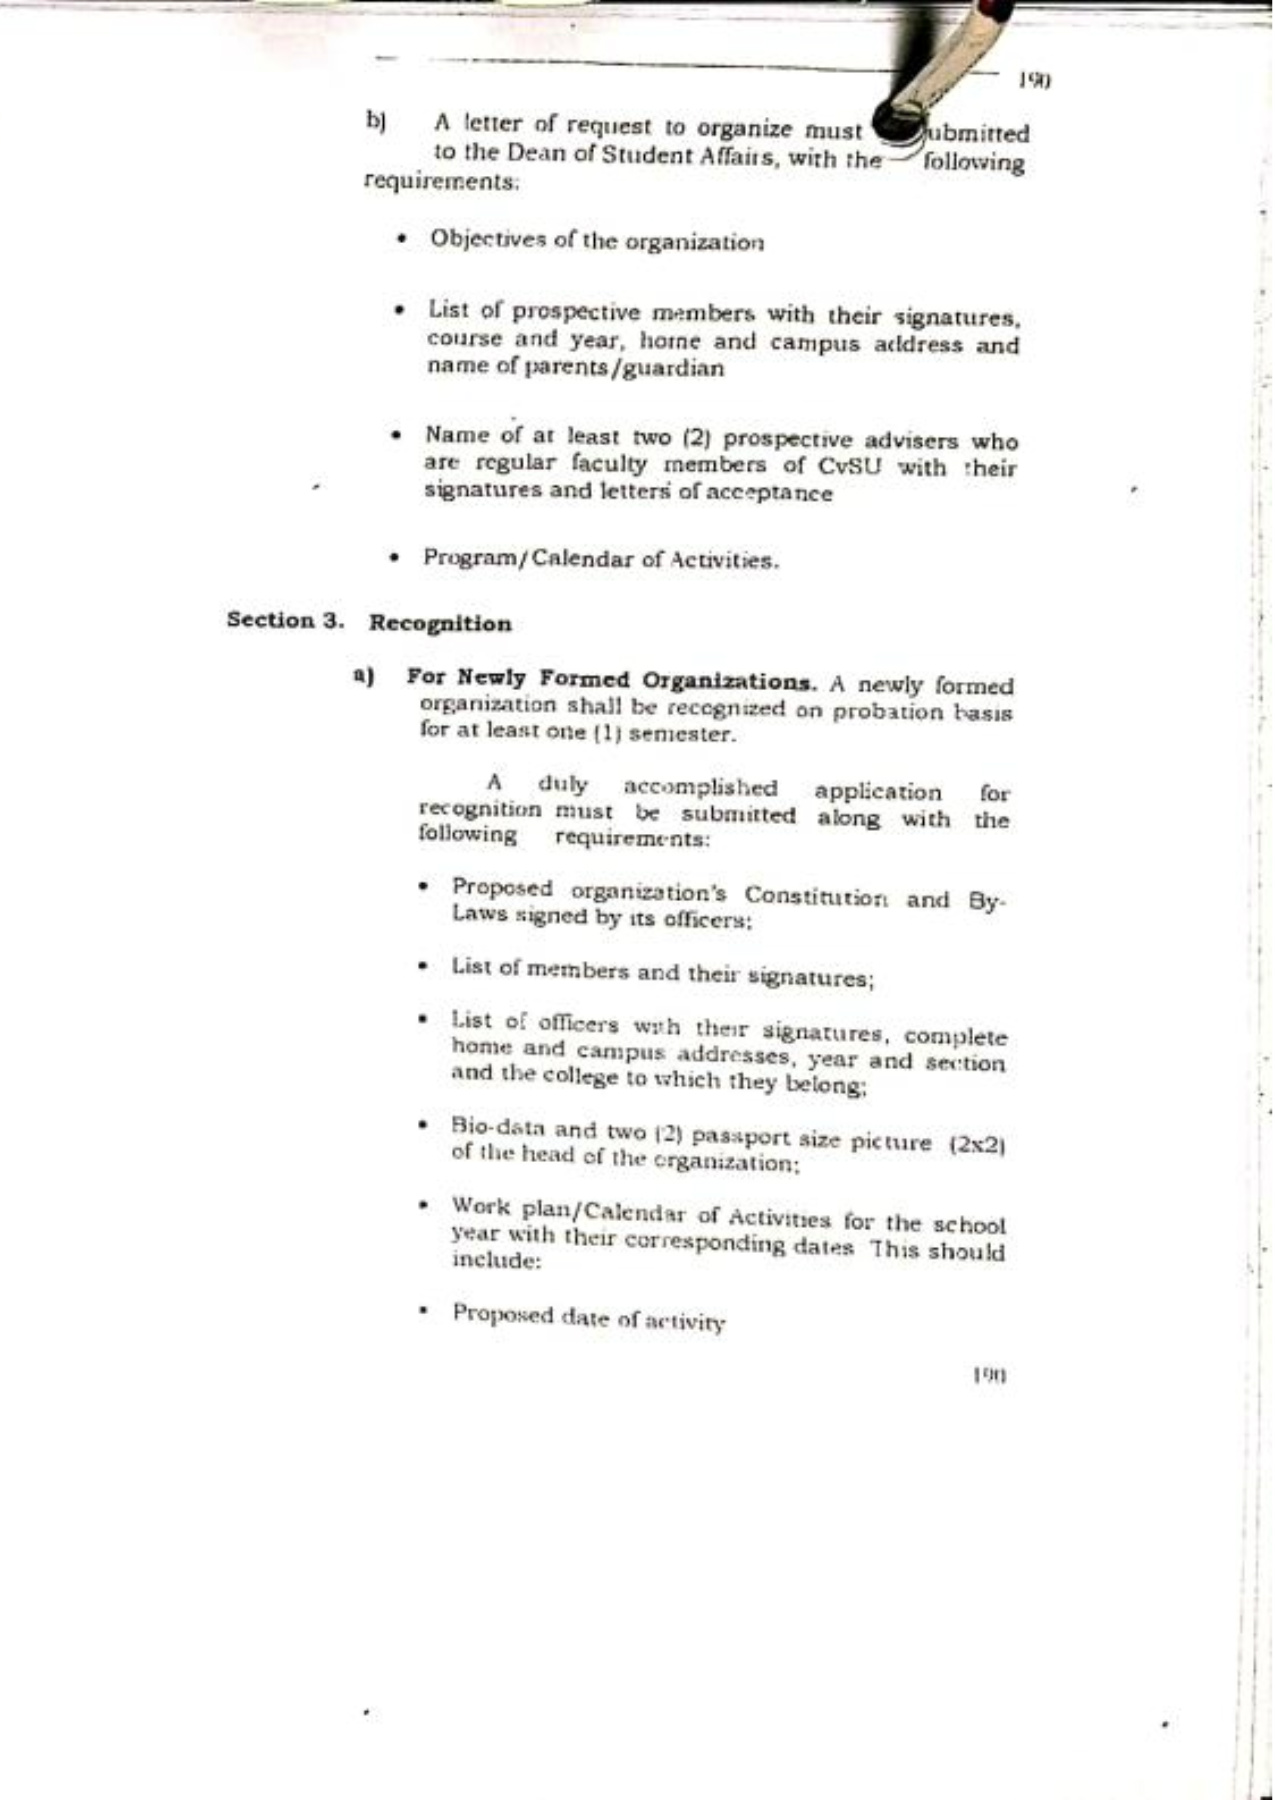 190
b) A letter of request to organize must ubmitted
to the Dean of Student Affairs, with the following
requirements:
• Objectives of the organization
• List of prospective members with their signatures,
course and year, home and campus address and
name of parents/guardian
• Name of at least two (2) prospective advisers who
are regular faculty members of CvSU with their
signatures and letters of acceptance
• Program/Calendar of Activities.
Section 3. Recognition
a) For Newly Formed Organizations. A newly formed
organization shall be recognized on probation basis
for at least one (1) semester.
A duly accomplished application for
recognition must be submitted along with the
following requirements:
• Proposed organization's Constitution and By-
Laws signed by its officers;
• List of members and their signatures;
• List of officers with their signatures, complete
home and campus addresses, year and section
and the college to which they belong;
• Bio-data and two (2) passport size picture (2x2)
of the head of the organization;
• Work plan/Calendar of Activities for the school
year with their corresponding dates This should
include:
• Proposed date of activity
190